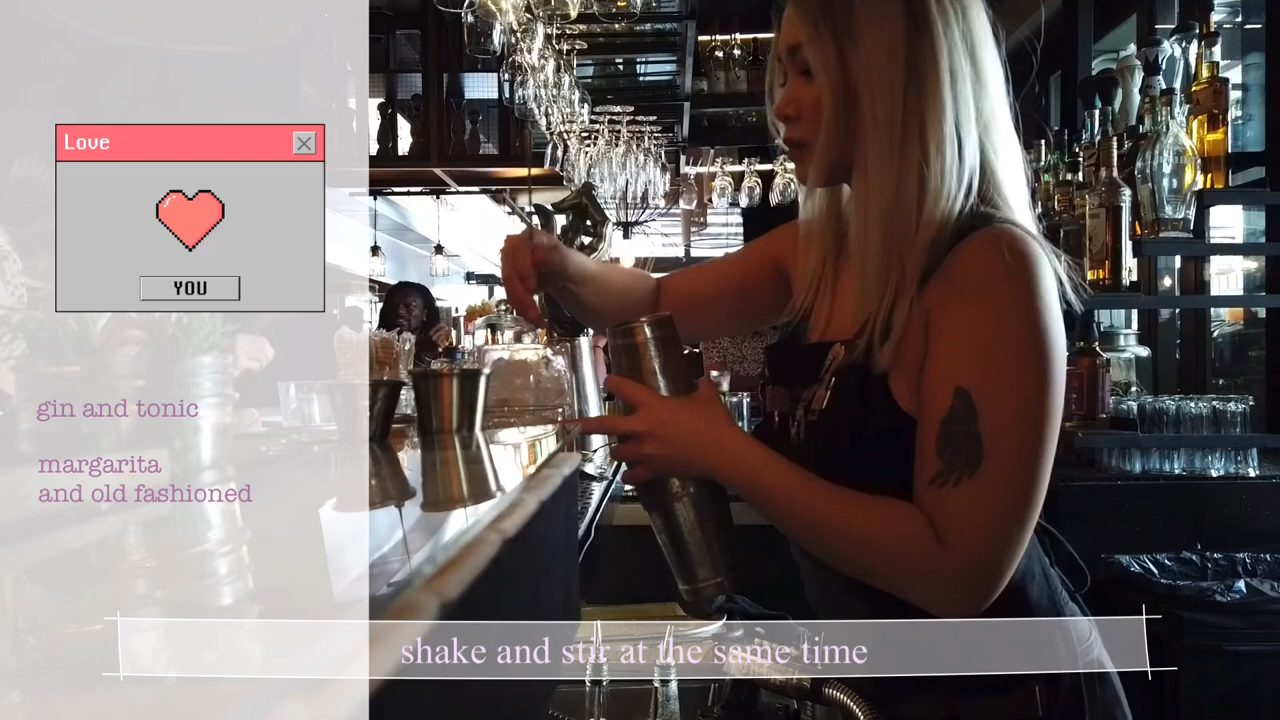 Love
YOU
gin and tonic
margarita
and old fashioned
shake and stir at the same time